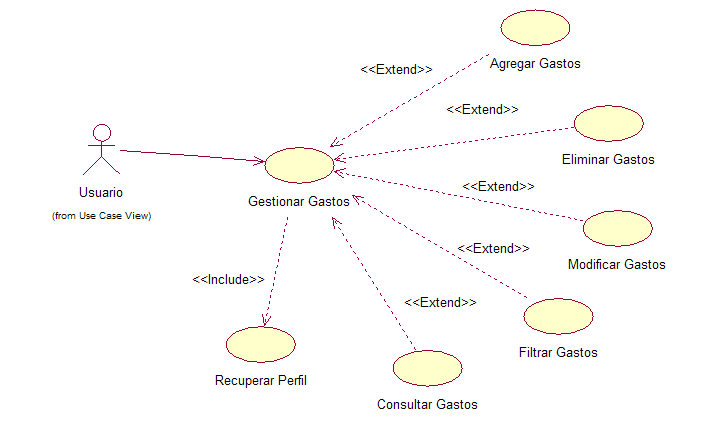 <<Extend>>
Agregar Gastos
<<Extend>>
Eliminar Gastos
Usuario
(from Use Case View)
Gestionar Gastos
<<Extend>>
Modificar Gastos
<<Extend>>
<<Include>>
<<Extend>>
Filtrar Gastos
Recuperar Perfil
Consultar Gastos